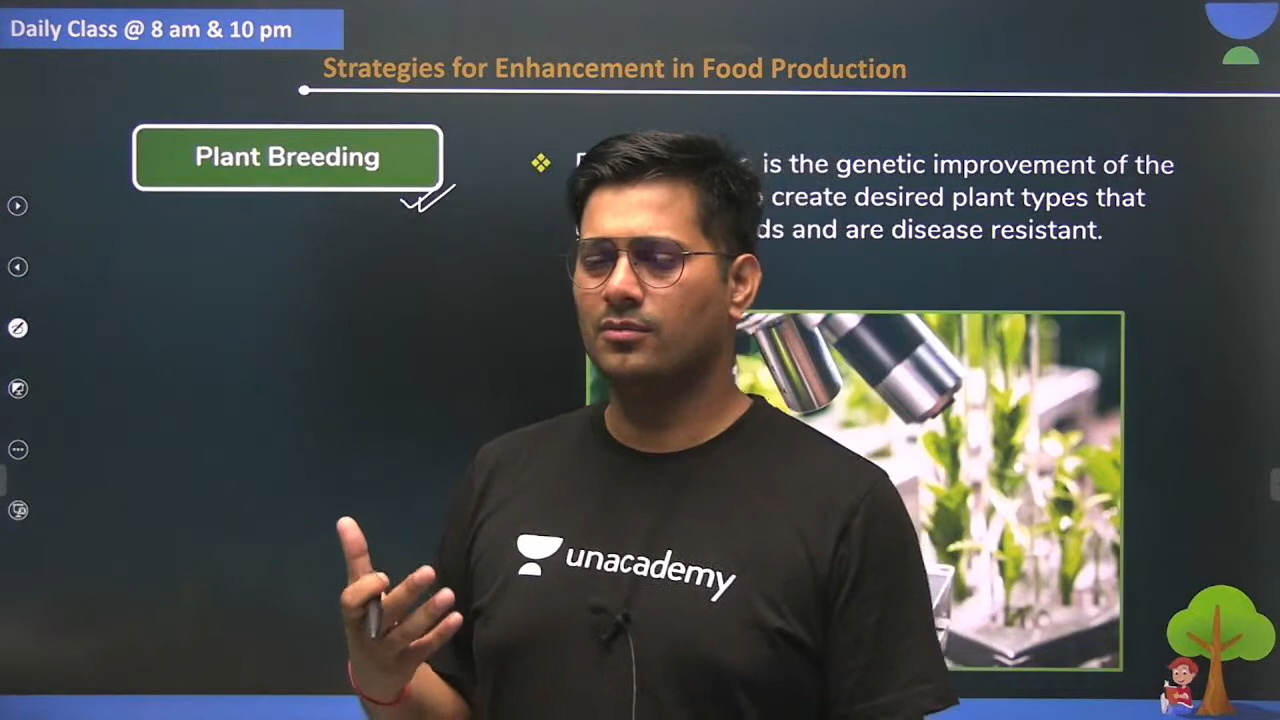 Daily Class @ 8 am & 10 pm
Strategies for Enhancement in Food Production
Plant Breeding
is the genetic improvement of the
create desired plant types that
and are disease resistant.
unacademy